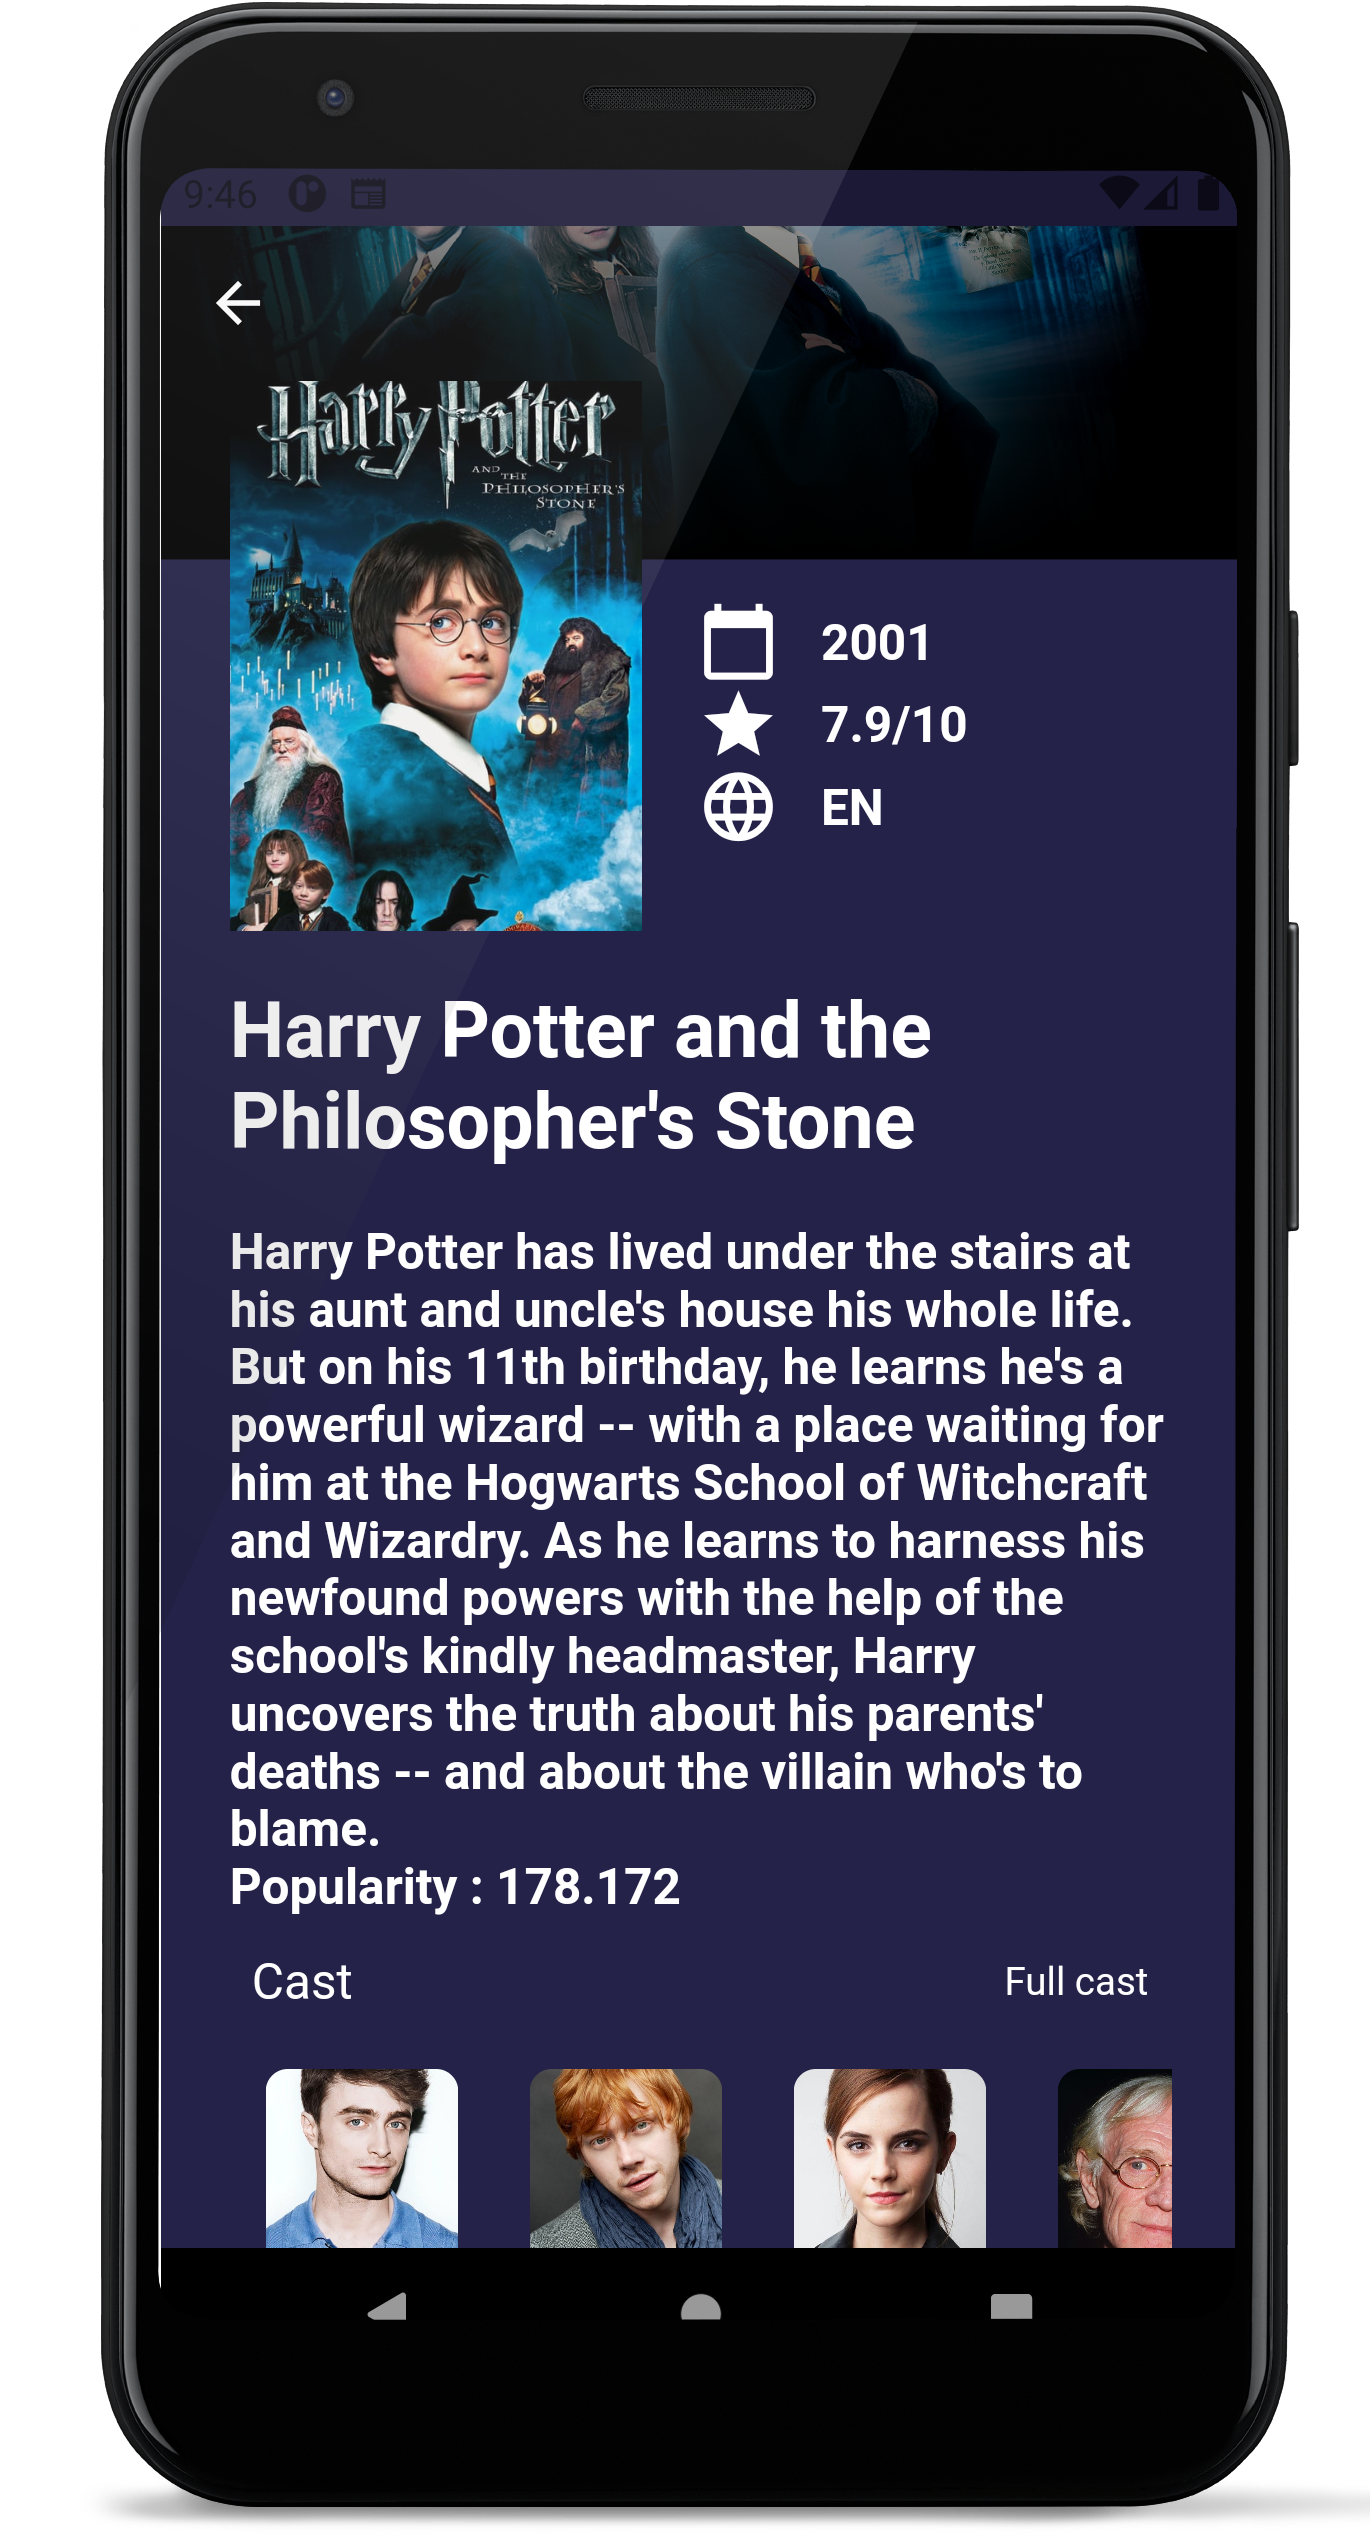 9:46
Harry Potter
AND THE
PHILOSOPHER'S
STONE
2001
7.9/10
EN
Harry Potter and the
Philosopher's Stone
Harry Potter has lived under the stairs at
his aunt and uncle's house his whole life.
But on his 11th birthday, he learns he's a
powerful wizard -- with a place waiting for
him at the Hogwarts School of Witchcraft
and Wizardry. As he learns to harness his
newfound powers with the help of the
school's kindly headmaster, Harry
uncovers the truth about his parents'
deaths -- and about the villain who's to
blame.
Popularity : 178.172
Cast
Full cast